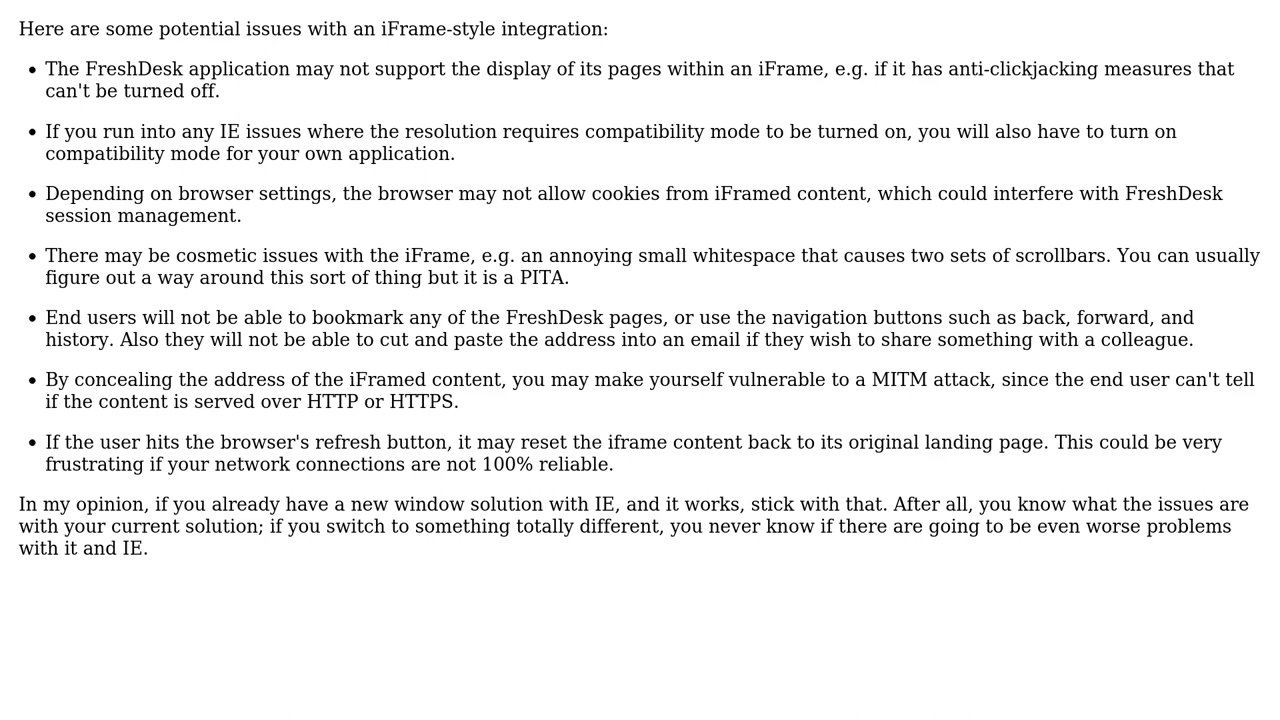 Here are some potential issues with an iFrame-style integration:
• The FreshDesk application may not support the display of its pages within an iFrame, e.g. if it has anti-clickjacking measures that
can't be turned off.
• If you run into any IE issues where the resolution requires compatibility mode to be turned on, you will also have to turn on
compatibility mode for your own application.
• Depending on browser settings, the browser may not allow cookies from iFramed content, which could interfere with FreshDesk
session management.
• There may be cosmetic issues with the iFrame, e.g. an annoying small whitespace that causes two sets of scrollbars. You can usually
figure out a way around this sort of thing but it is a PITA.
• End users will not be able to bookmark any of the FreshDesk pages, or use the navigation buttons such as back, forward, and
history. Also they will not be able to cut and paste the address into an email if they wish to share something with a colleague.
• By concealing the address of the iFramed content, you may make yourself vulnerable to a MITM attack, since the end user can't tell
if the content is served over HTTP or HTTPS.
• If the user hits the browser's refresh button, it may reset the iframe content back to its original landing page. This could be very
frustrating if your network connections are not 100% reliable.
In my opinion, if you already have a new window solution with IE, and it works, stick with that. After all, you know what the issues are
with your current solution; if you switch to something totally different, you never know if there are going to be even worse problems
with it and IE.